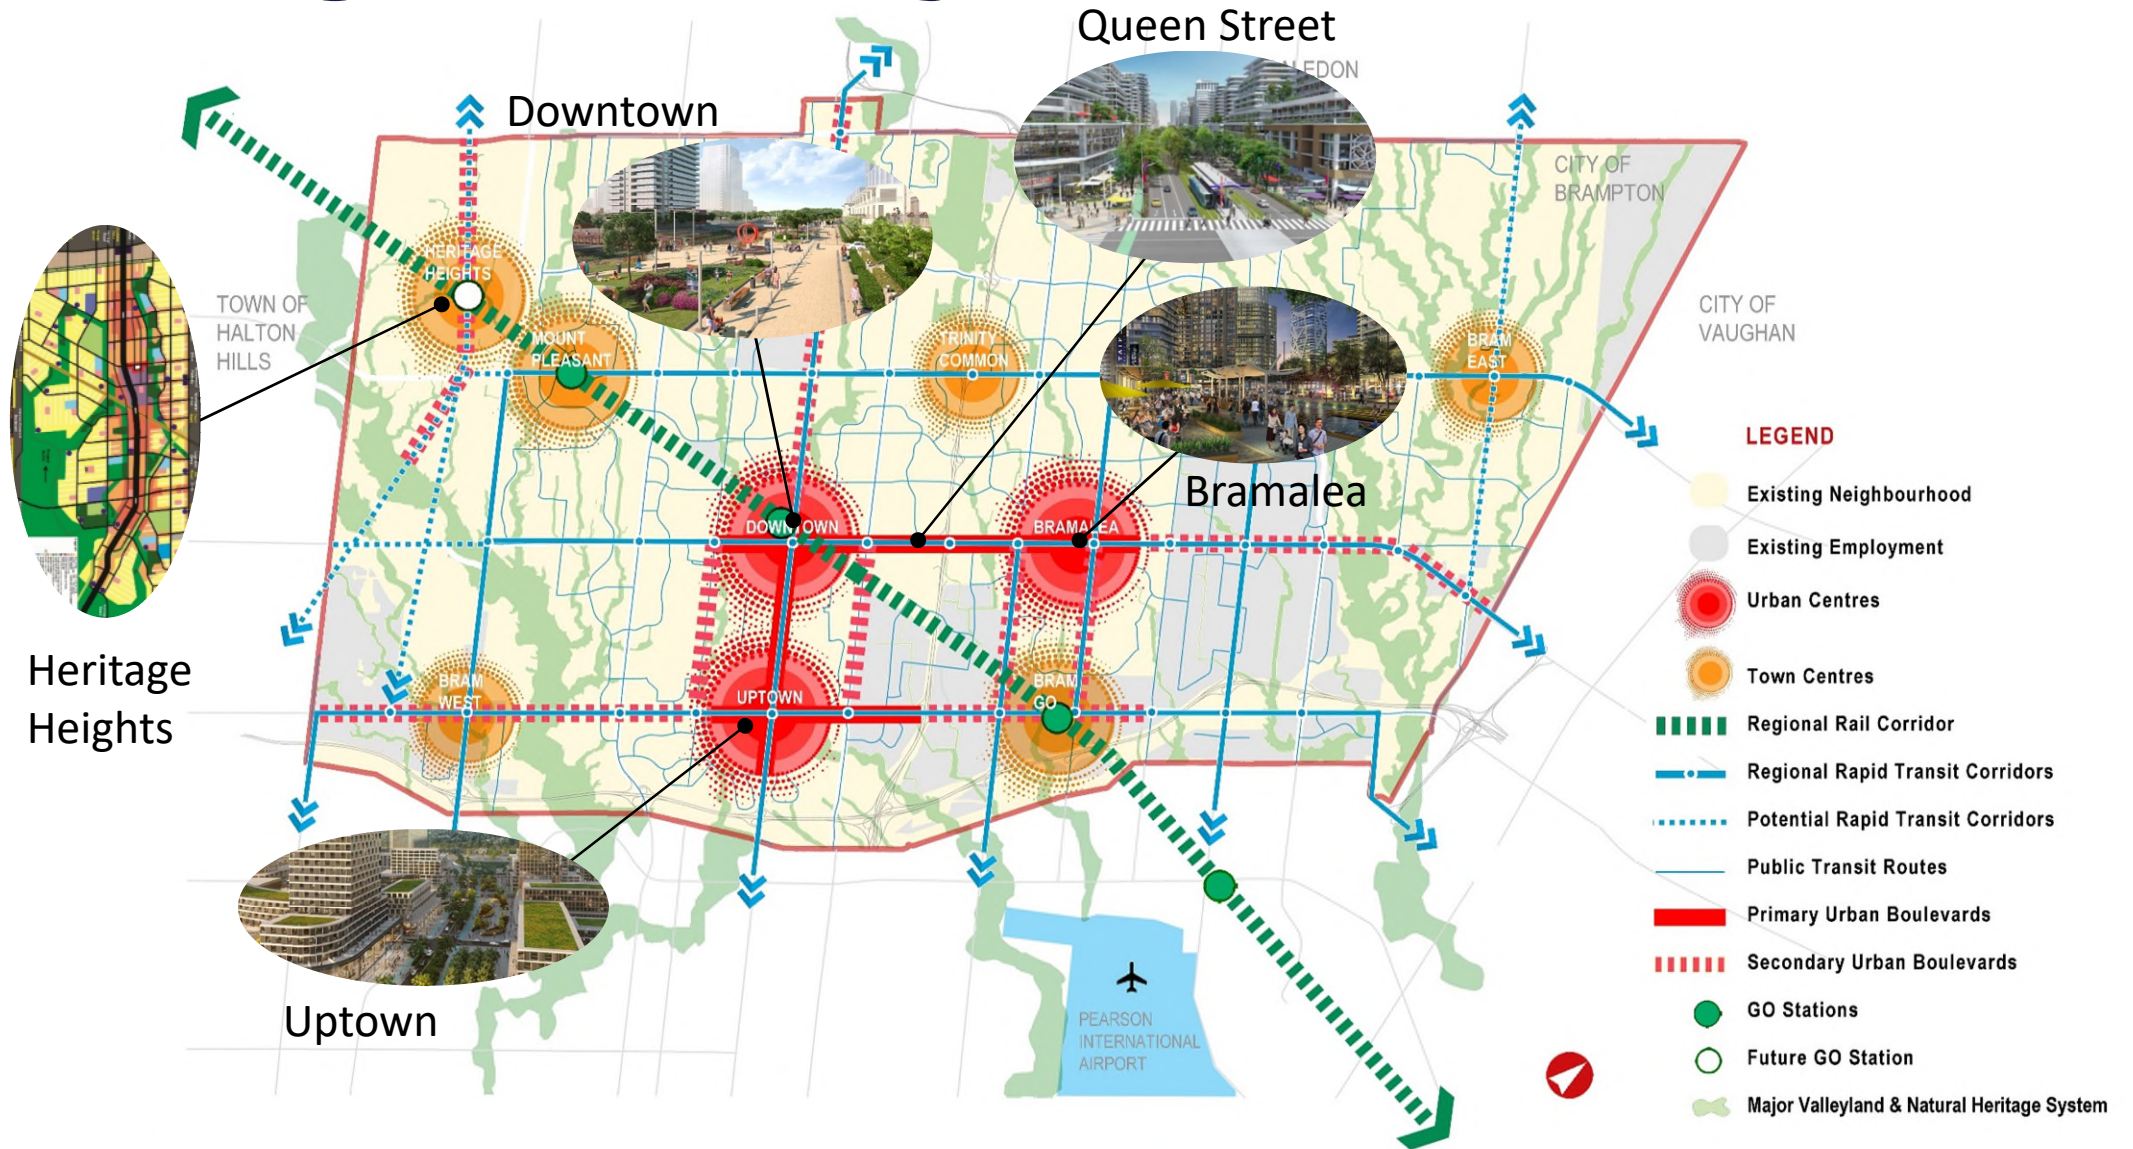 Queen Street
LEDON
Downtown
CITY OF
BRAMPTON
HERITAGE
HEIGHTS
TOWN OF
HALTON
HILLS
CITY OF
VAUGHAN
MOUNT
PLEASANT
TRINITY
COMMON
BRAM
EAST
Bramalea
DOWNTOWN
BRAMALEA
Heritage
Heights
BRAM
WEST
UPTOWN
BRAM
GO
Uptown
PEARSON
INTERNATIONAL
AIRPORT
LEGEND
Existing Neighbourhood
Existing Employment
Urban Centres
Town Centres
Regional Rail Corridor
Regional Rapid Transit Corridors
Potential Rapid Transit Corridors
Public Transit Routes
Primary Urban Boulevards
Secondary Urban Boulevards
GO Stations
Future GO Station
Major Valleyland & Natural Heritage System